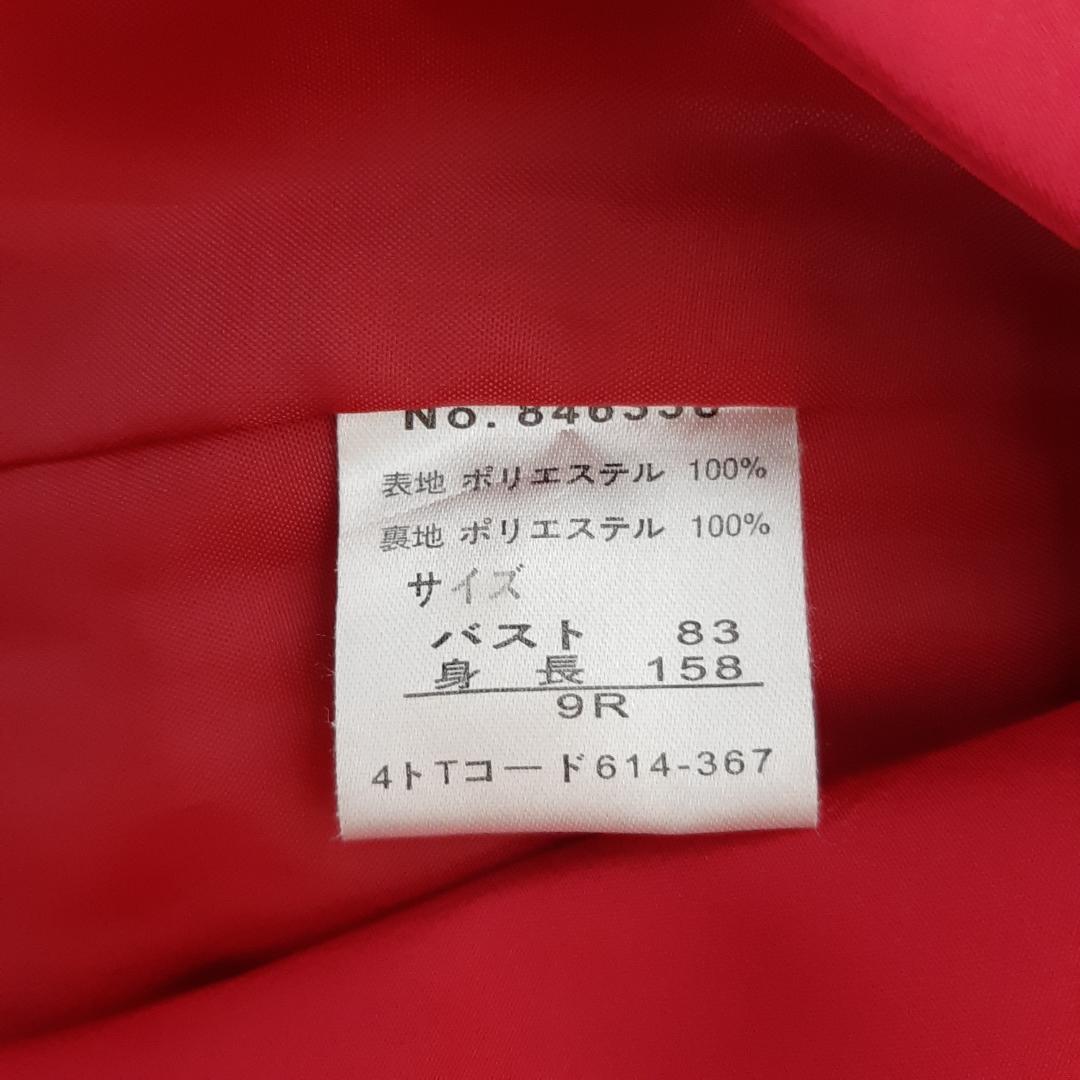 No.
表地 ポリエステル 100%
裏地 ポリエステル 100%
サイズ
バスト 83
身長 158
9R
4トTコード614-367